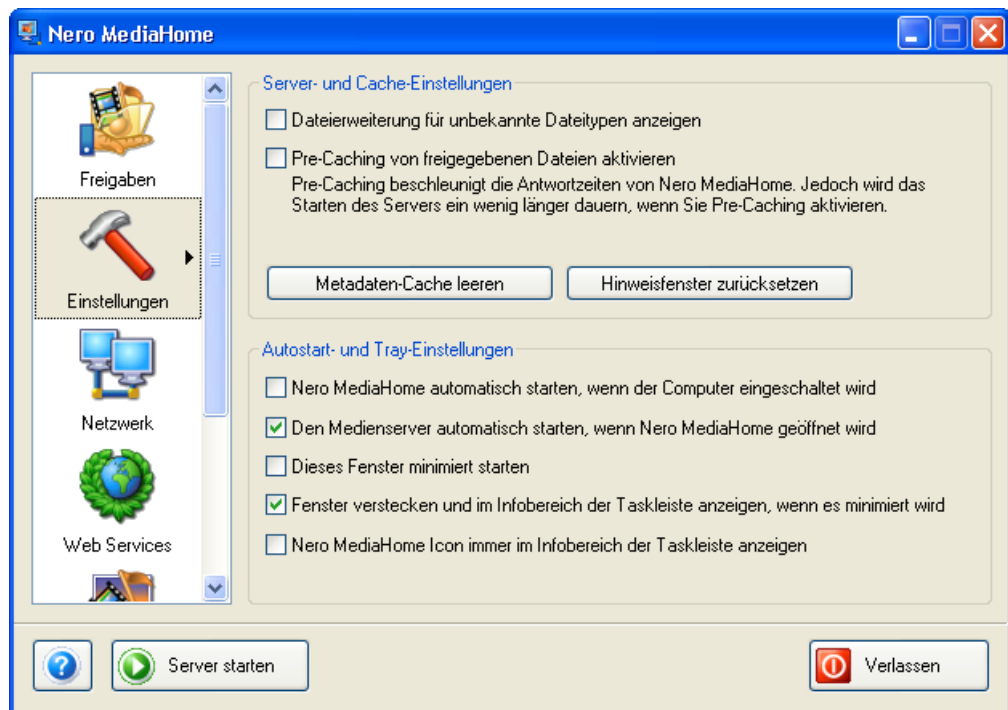 Nero MediaHome
Freigaben
Einstellungen
Netzwerk
Web Services
Server- und Cache-Einstellungen
Dateierweiterung für unbekannte Dateitypen anzeigen
Pre-Caching von freigegebenen Dateien aktivieren
Pre-Caching beschleunigt die Antwortzeiten von Nero MediaHome. Jedoch wird das
Starten des Servers ein wenig länger dauern, wenn Sie Pre-Caching aktivieren.
Metadaten-Cache leeren
Hinweisfenster zurücksetzen
Autostart- und Tray-Einstellungen
Nero MediaHome automatisch starten, wenn der Computer eingeschaltet wird
Den Medienserver automatisch starten, wenn Nero MediaHome geöffnet wird
Dieses Fenster minimiert starten
Fenster verstecken und im Infobereich der Taskleiste anzeigen, wenn es minimiert wird
Nero MediaHome Icon immer im Infobereich der Taskleiste anzeigen
?
Server starten
Verlassen